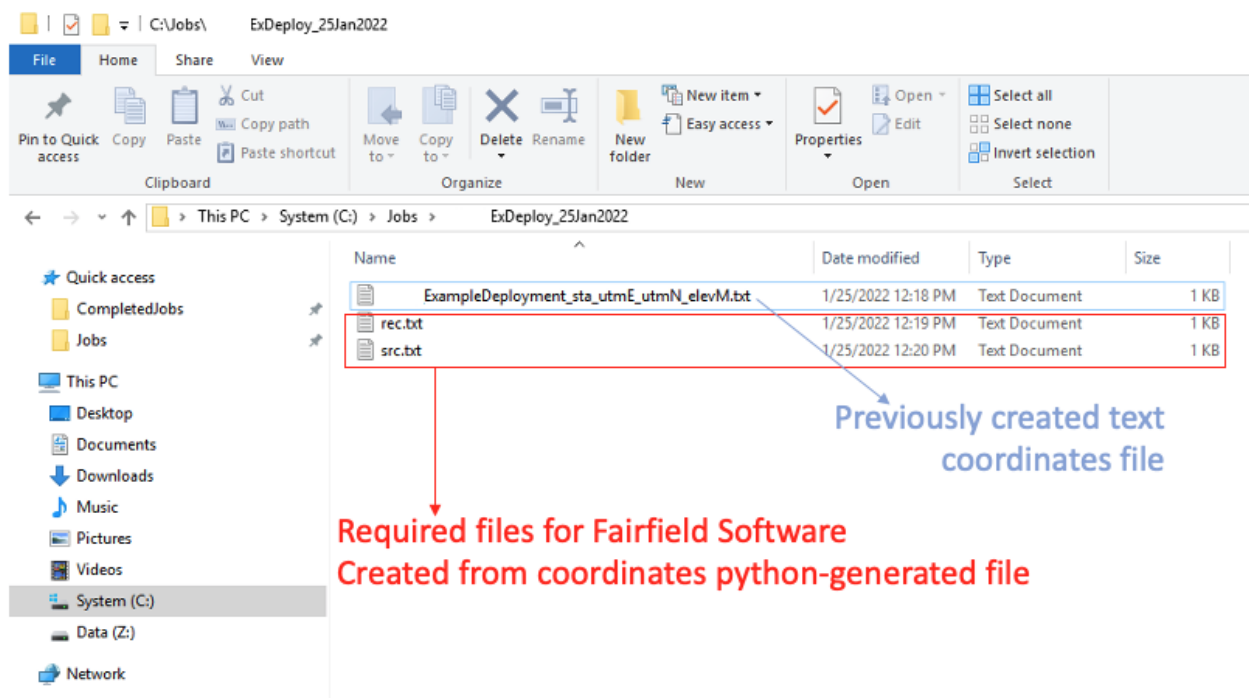 C:\Jobs\ ExDeploy_25Jan2022
File Home Share View
Pin to Quick access
Copy
Paste
Cut
Copy path
Paste shortcut
Clipboard
Move to
Copy to
Delete
Rename
Organize
New folder
New item
Easy access
New
Properties
Open
Edit
Open
Select all
Select none
Invert selection
Select
This PC > System (C:) > Jobs > ExDeploy_25Jan2022
Quick access
CompletedJobs
Jobs
This PC
Desktop
Documents
Downloads
Music
Pictures
Videos
System (C:)
Data (Z:)
Network
Name Date modified Type Size
ExampleDeployment_sta_utmE_utmN_elevM.txt 1/25/2022 12:18 PM Text Document 1 KB
rec.txt 1/25/2022 12:19 PM Text Document 1 KB
src.txt 1/25/2022 12:20 PM Text Document 1 KB
Previously created text
coordinates file
Required files for Fairfield Software
Created from coordinates python-generated file